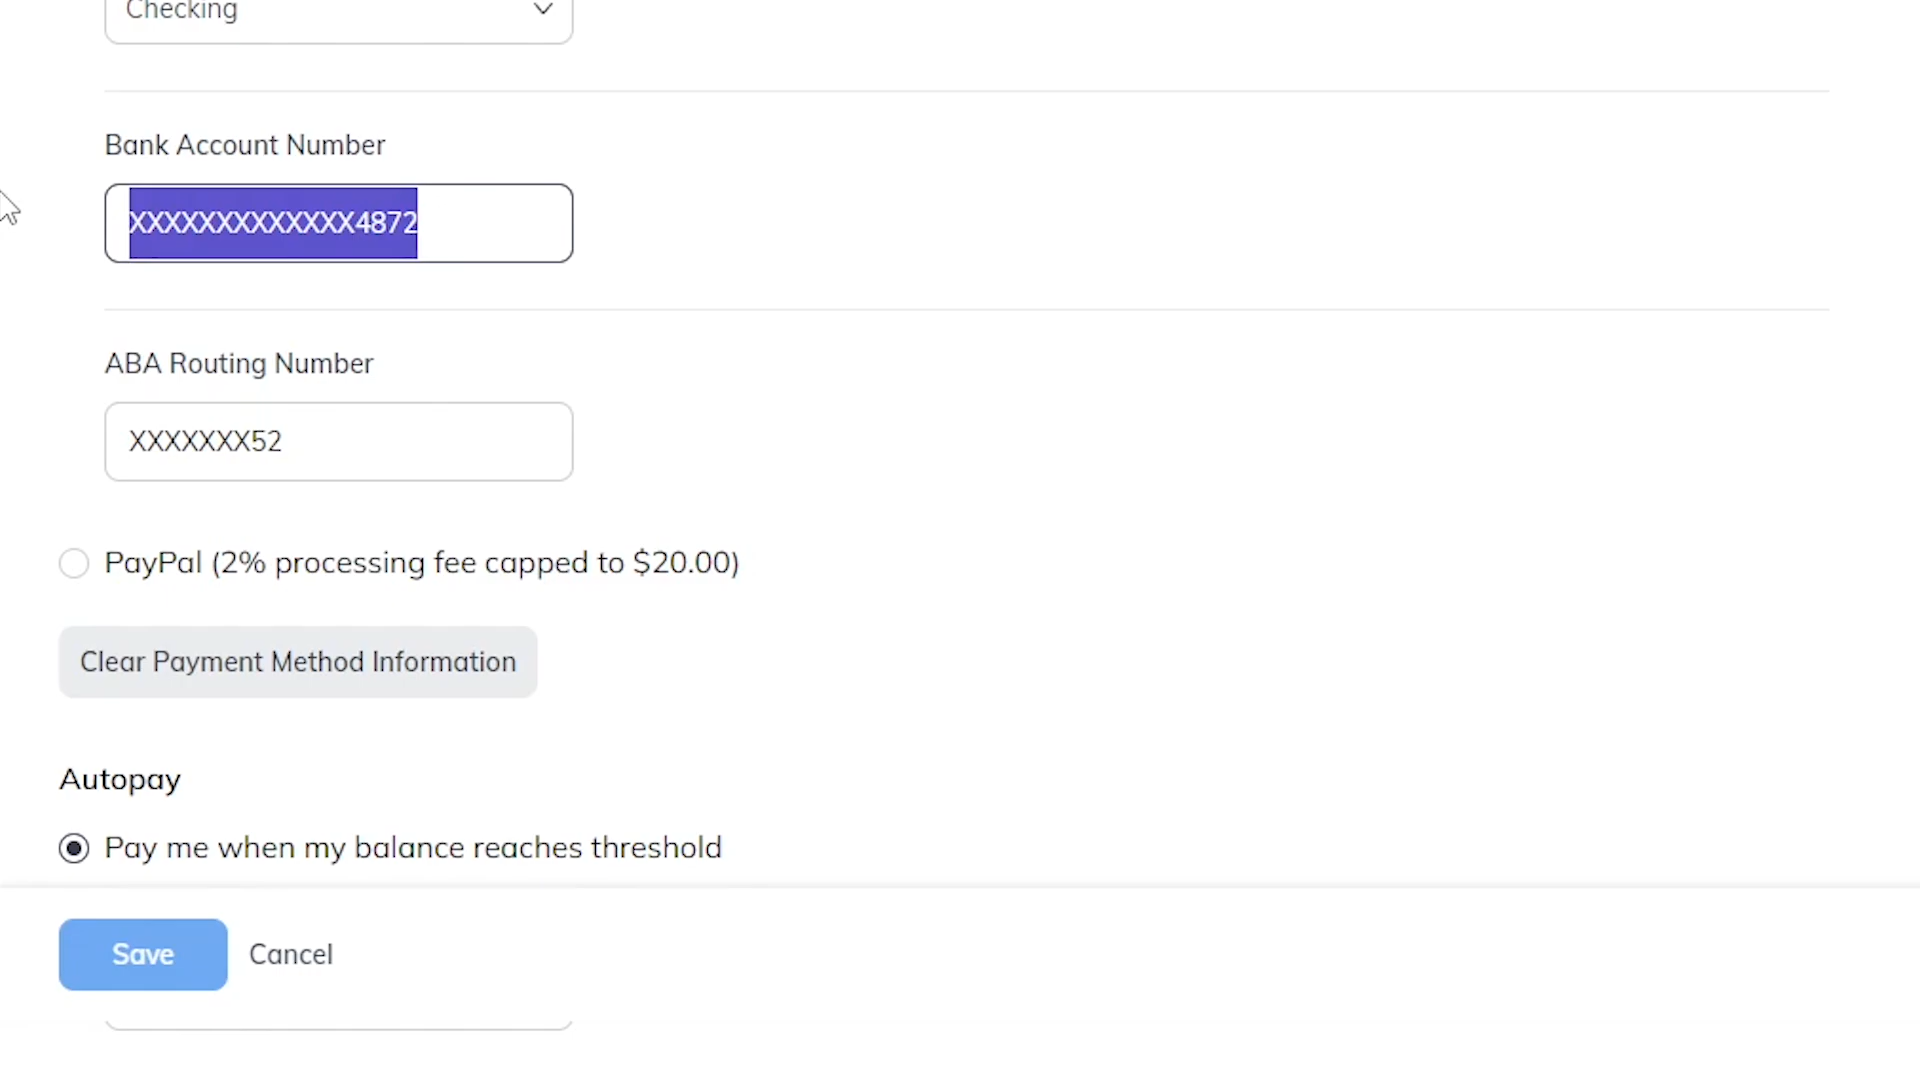 Checking
Bank Account Number
XXXXXXXXXXXXX4872
ABA Routing Number
XXXXXXX52
PayPal (2% processing fee capped to $20.00)
Clear Payment Method Information
Autopay
Pay me when my balance reaches threshold
Save Cancel